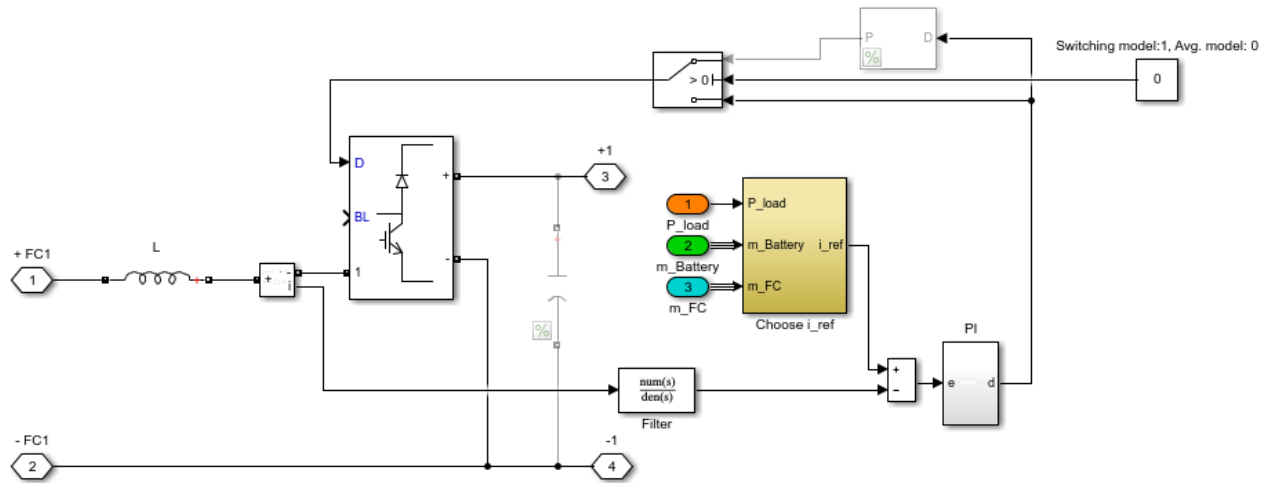 P
D
%
Switching model:1, Avg. model: 0
> 0
0
D
+
+1
3
BL
1
P_load
P_load
2
m_Battery
i_ref
m_Battery
L
+ FC1
1
+
-
i
1
-
3
m_FC
m_FC
Choose i_ref
%
PI
num(s)
den(s)
Filter
+
−
e
d
- FC1
2
-1
4